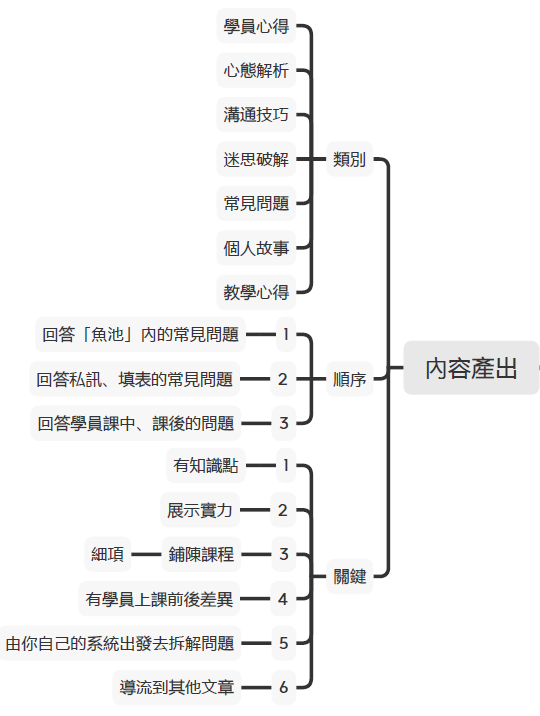 內容產出
類別
學員心得
心態解析
溝通技巧
迷思破解
常見問題
個人故事
教學心得
順序
1
回答「魚池」內的常見問題
2
回答私訊、填表的常見問題
3
回答學員課中、課後的問題
關鍵
1
有知識點
2
展示實力
3
鋪陳課程
細項
4
有學員上課前後差異
5
由你自己的系統出發去拆解問題
6
導流到其他文章